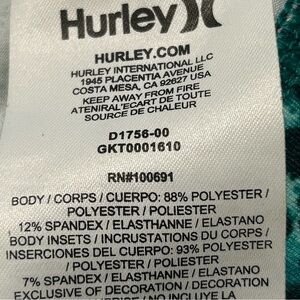 Hurley
HURLEY.COM
HURLEY INTERNATIONAL LLC
1945 PLACENTIA AVENUE
COSTA MESA, CA 92627 USA
KEEP AWAY FROM FIRE
ATENIRAL'ECART DE TOUTE
SOURCE DE CHALEUR
D1756-00
GKT0001610
RN#100691
BODY / CORPS / CUERPO: 88% POLYESTER /
POLYESTER / POLIESTER
12% SPANDEX / ELASTHANNE / ELASTANO
BODY INSETS / INCRUSTATIONS DU CORPS /
INSERCIONES DEL CUERPO: 93% POLYESTER
/ POLYESTER / POLIESTER
7% SPANDEX / ELASTHANNE / ELASTANO
EXCLUSIVE OF DECORATION / DECORATION